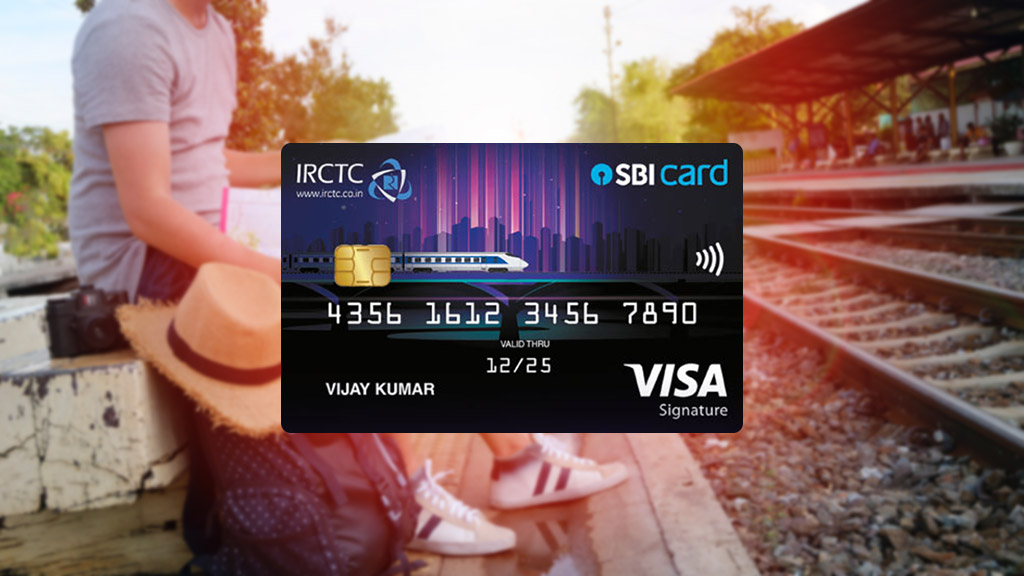 IRCTC
www.irctc.co.in
SBI card
4356 1612 3456 7890
VALID THRU
12/25
VIJAY KUMAR
VISA
Signature